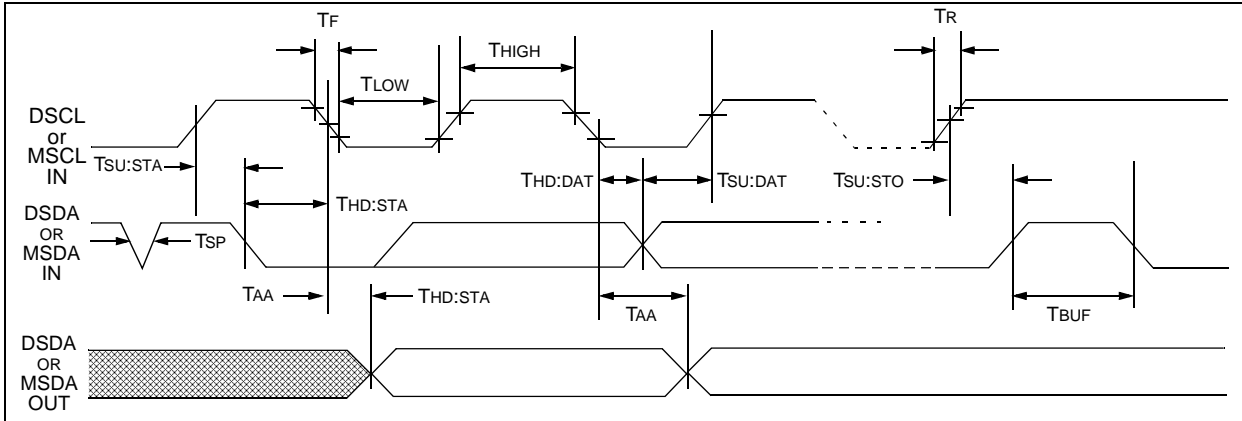 TF
TR
THIGH
TLOW
DSCL
or
MSCL
IN
TSU:STA
THD:DAT
TSU:DAT
TSU:STO
THD:STA
DSDA
OR
MSDA
IN
TSP
TAA
THD:STA
TAA
TBUF
DSDA
OR
MSDA
OUT